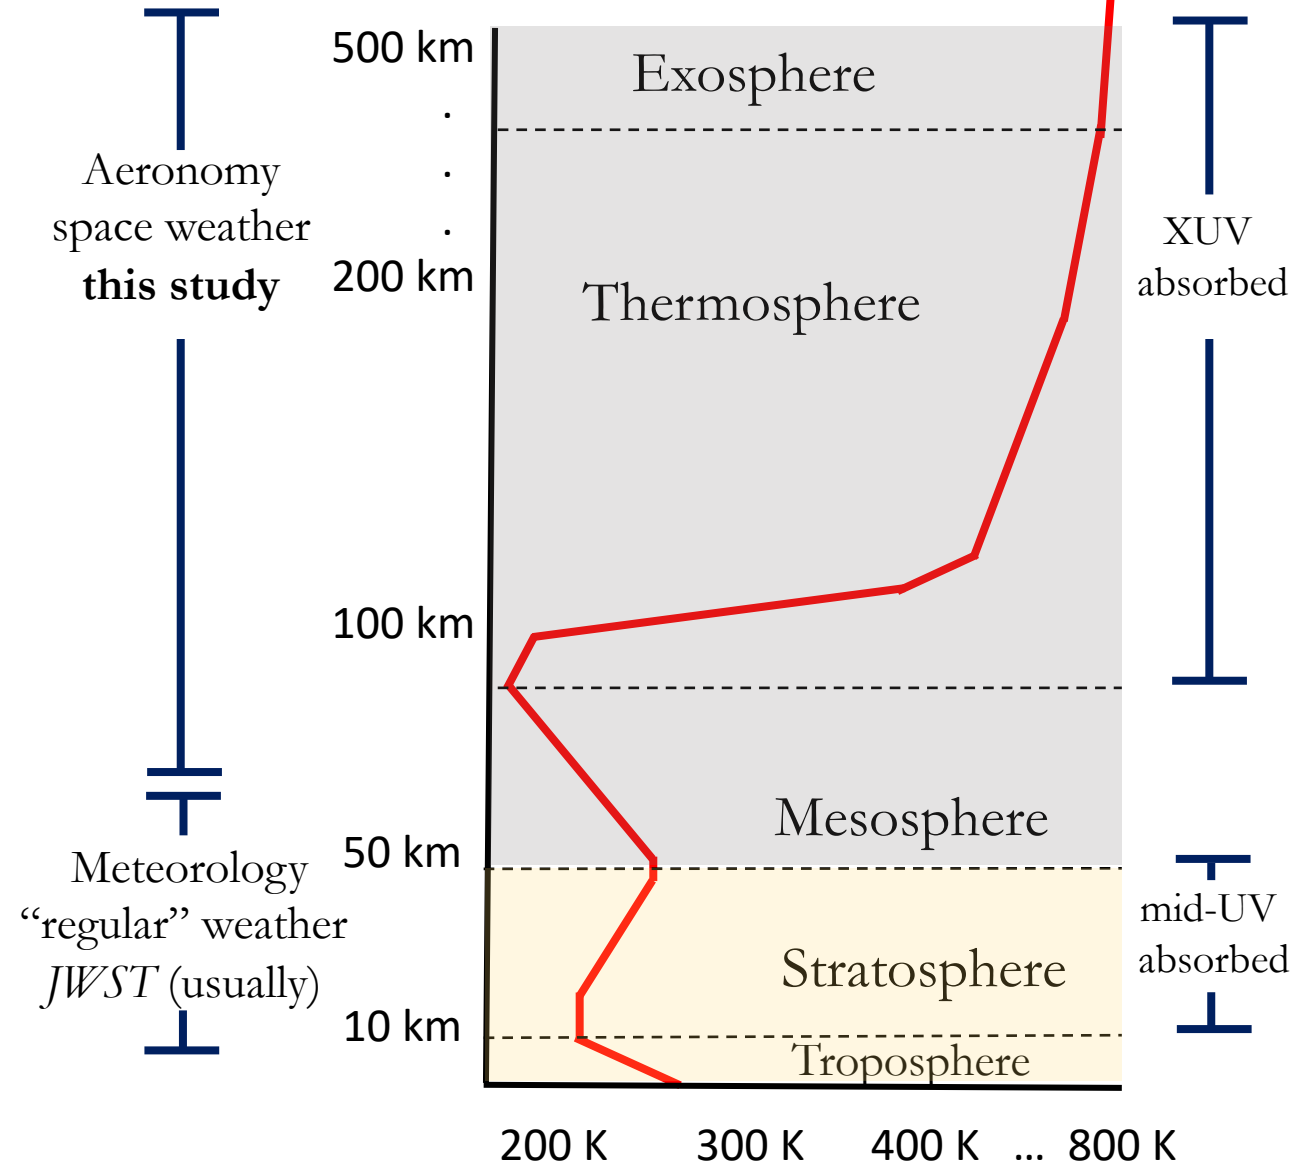 500 km
.
.
.
200 km
100 km
50 km
10 km
Aeronomy
space weather
this study
Meteorology
“regular” weather
JWST (usually)
Exosphere
Thermosphere
Mesosphere
Stratosphere
Troposphere
XUV
absorbed
mid-UV
absorbed
200 K 300 K 400 K ... 800 K